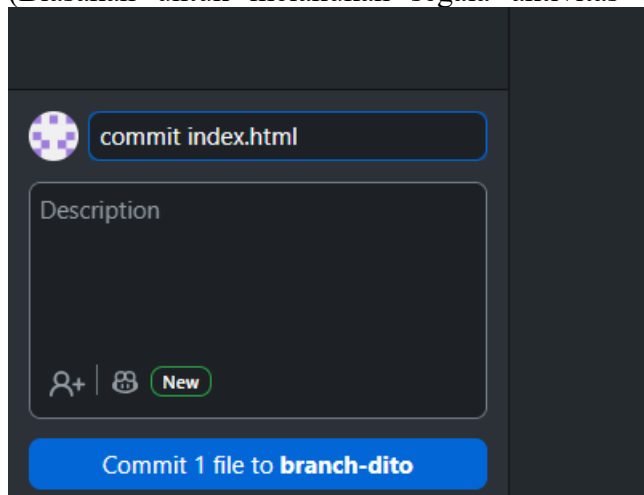 commit index.html
Description
New
Commit 1 file to branch-dito